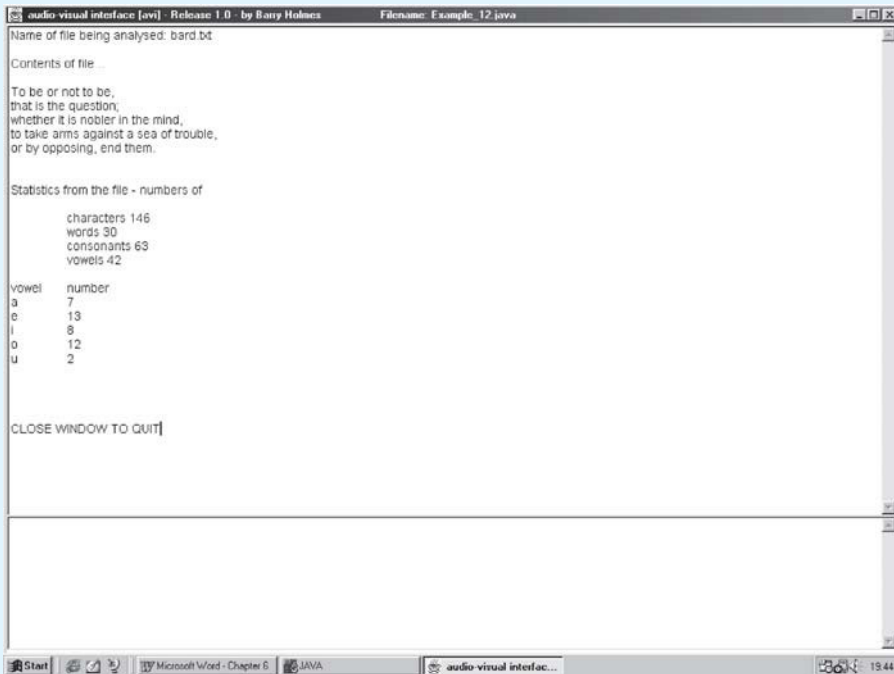 audio-visual interface [avi] - Release 1.0 - by Barry Holmes Filename: Example_12.java
Name of file being analysed: bard.txt
Contents of file ...
To be or not to be,
that is the question;
whether it is nobler in the mind,
to take arms against a sea of trouble,
or by opposing, end them.
Statistics from the file - numbers of
characters 146
words 30
consonants 63
vowels 42
vowel number
a 7
e 13
i 8
o 12
u 2
CLOSE WINDOW TO QUIT
Start Microsoft Word - Chapter 6 JAVA audio-visual interfac... 19:44